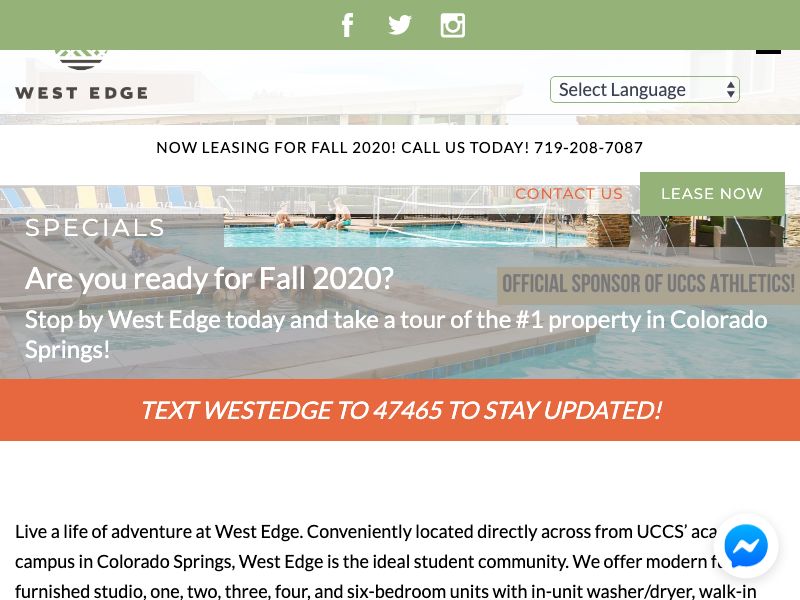 WEST EDGE
Select Language
NOW LEASING FOR FALL 2020! CALL US TODAY! 719-208-7087
CONTACT US
LEASE NOW
SPECIALS
Are you ready for Fall 2020?
OFFICIAL SPONSOR OF UCCS ATHLETICS!
Stop by West Edge today and take a tour of the #1 property in Colorado
Springs!
TEXT WESTEDGE TO 47465 TO STAY UPDATED!
Live a life of adventure at West Edge. Conveniently located directly across from UCCS’
campus in Colorado Springs, West Edge is the ideal student community. We offer modern
furnished studio, one, two, three, four, and six-bedroom units with in-unit washer/dryer, walk-in